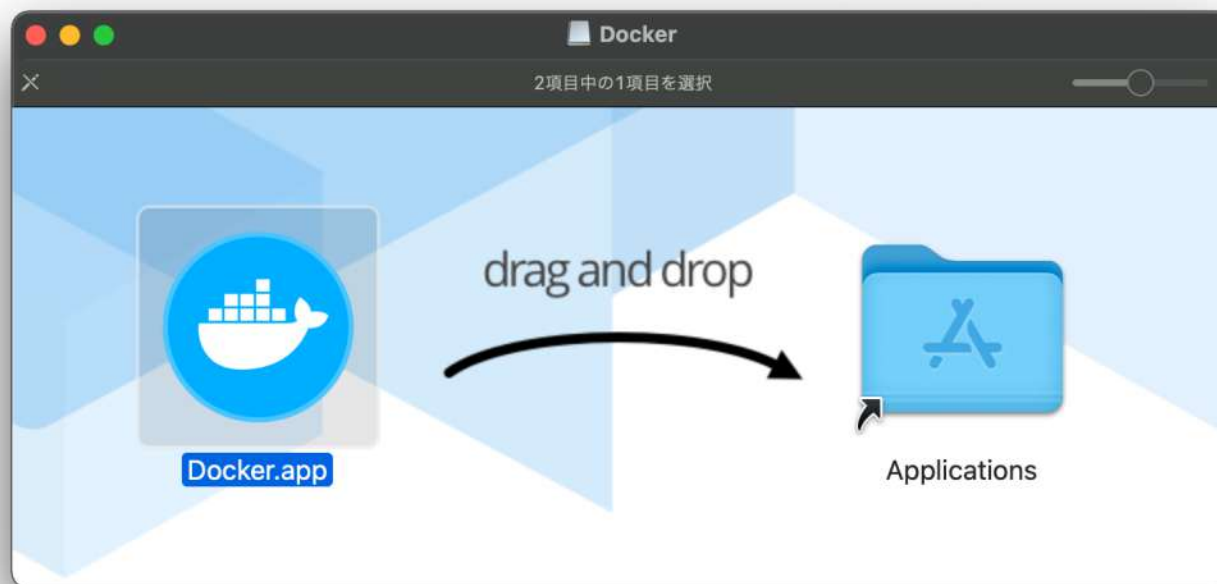 Docker
2項目中の1項目を選択
drag and drop
Docker.app
Applications